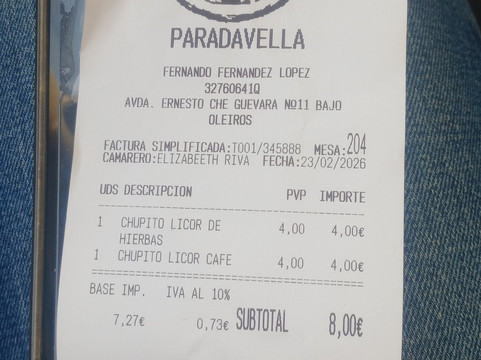 PARADAVELLA
FERNANDO FERNANDEZ LOPEZ
32760641Q
AVDA. ERNESTO CHE GUEVARA Nº11 BAJO
OLEIROS
FACTURA SIMPLIFICADA:T001/345888 MESA:204
CAMARERO:ELIZABEETH RIVA FECHA:23/02/2026
UDS DESCRIPCION PVP IMPORTE
1 CHUPITO LICOR DE 4,00 4,00€
HIERBAS
1 CHUPITO LICOR CAFE 4,00 4,00€
BASE IMP. IVA AL 10%
7,27€ 0,73€ SUBTOTAL 8,00€